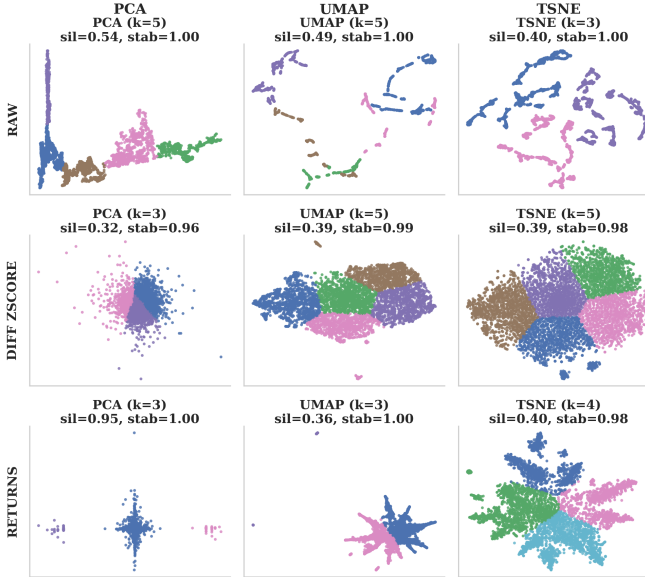 PCA UMAP TSNE
PCA (k=5) UMAP (k=5) TSNE (k=3)
sil=0.54, stab=1.00 sil=0.49, stab=1.00 sil=0.40, stab=1.00
RAW
PCA (k=3) UMAP (k=5) TSNE (k=5)
sil=0.32, stab=0.96 sil=0.39, stab=0.99 sil=0.39, stab=0.98
DIFF ZSCORE
PCA (k=3) UMAP (k=3) TSNE (k=4)
sil=0.95, stab=1.00 sil=0.36, stab=1.00 sil=0.40, stab=0.98
RETURNS